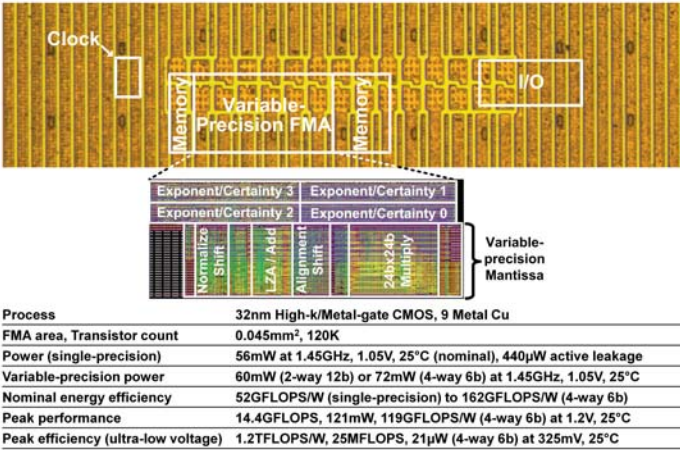 Clock
Memory
Variable-
Precision FMA
Memory
I/O
Exponent/Certainty 3 Exponent/Certainty 1
Exponent/Certainty 2 Exponent/Certainty 0
Normalize
Shift
LZA / Add
Alignment
Shift
24bx24b
Multiply
Variable-
precision
Mantissa
Process 32nm High-k/Metal-gate CMOS, 9 Metal Cu
FMA area, Transistor count 0.045mm², 120K
Power (single-precision) 56mW at 1.45GHz, 1.05V, 25°C (nominal), 440µW active leakage
Variable-precision power 60mW (2-way 12b) or 72mW (4-way 6b) at 1.45GHz, 1.05V, 25°C
Nominal energy efficiency 52GFLOPS/W (single-precision) to 162GFLOPS/W (4-way 6b)
Peak performance 14.4GFLOPS, 121mW, 119GFLOPS/W (4-way 6b) at 1.2V, 25°C
Peak efficiency (ultra-low voltage) 1.2TFLOPS/W, 25MFLOPS, 21µW (4-way 6b) at 325mV, 25°C